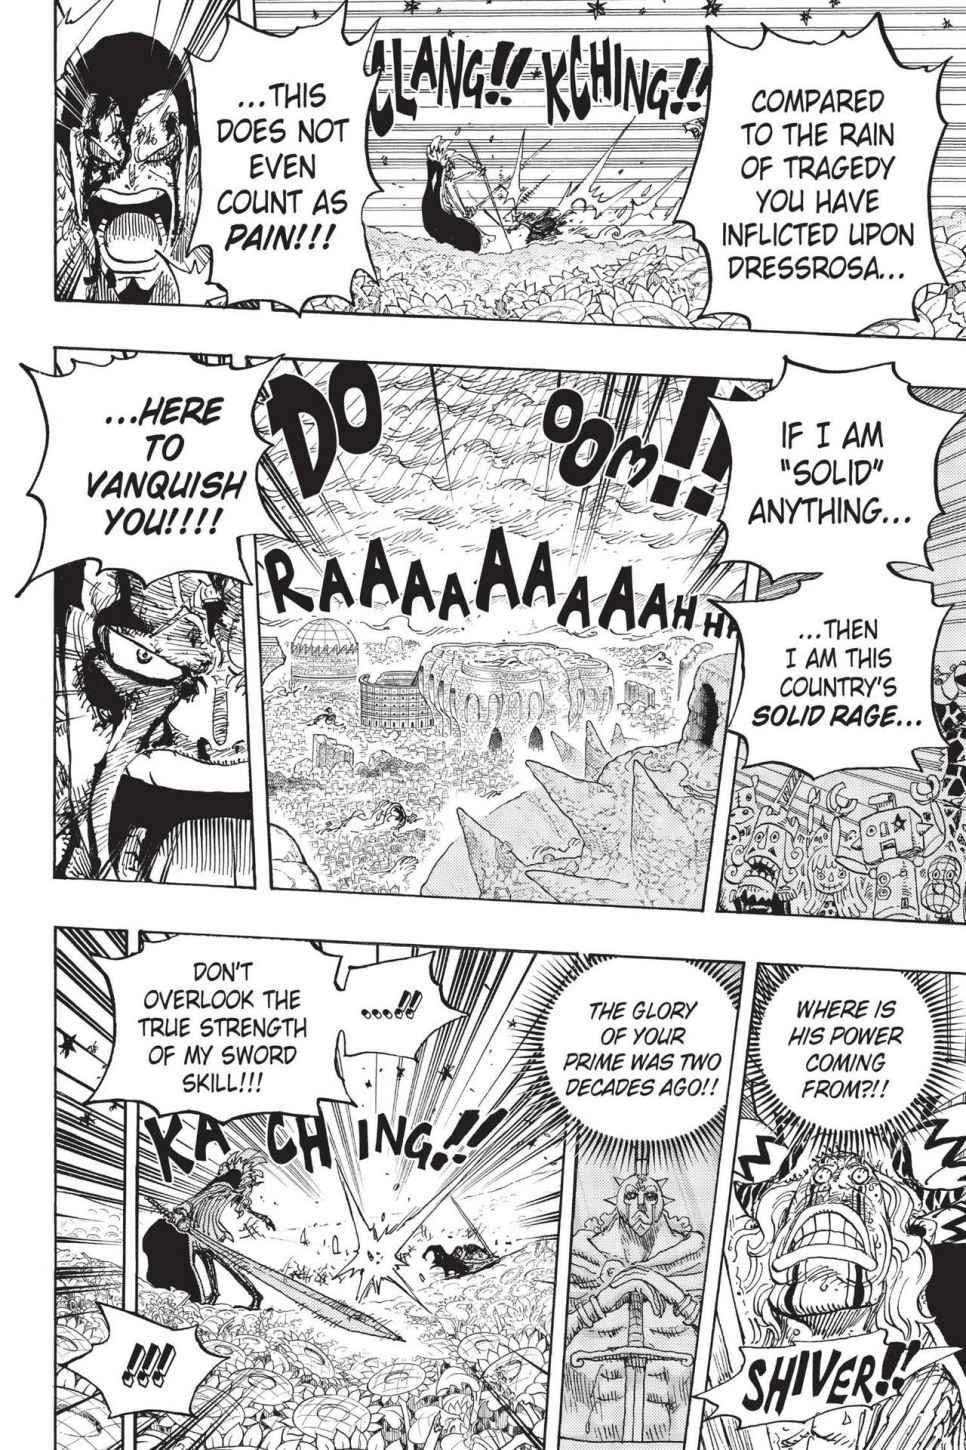 COMPARED
TO THE RAIN
OF TRAGEDY
YOU HAVE
INFLICTED UPON
DRESSROSA...
KCHING!!
CLANG!!
...THIS
DOES NOT
EVEN
COUNT AS
PAIN!!!
IF I AM
"SOLID"
ANYTHING...
...THEN
I AM THIS
COUNTRY'S
SOLID RAGE...
DOOOM!!
RAAAAAAAAAAHHH
...HERE
TO
VANQUISH
YOU!!!!
WHERE IS
HIS POWER
COMING
FROM?!!
SHIVER!!
THE GLORY
OF YOUR
PRIME WAS TWO
DECADES AGO!!
....!!
DON'T
OVERLOOK THE
TRUE STRENGTH
OF MY SWORD
SKILL!!!
KACHING!!
!!!